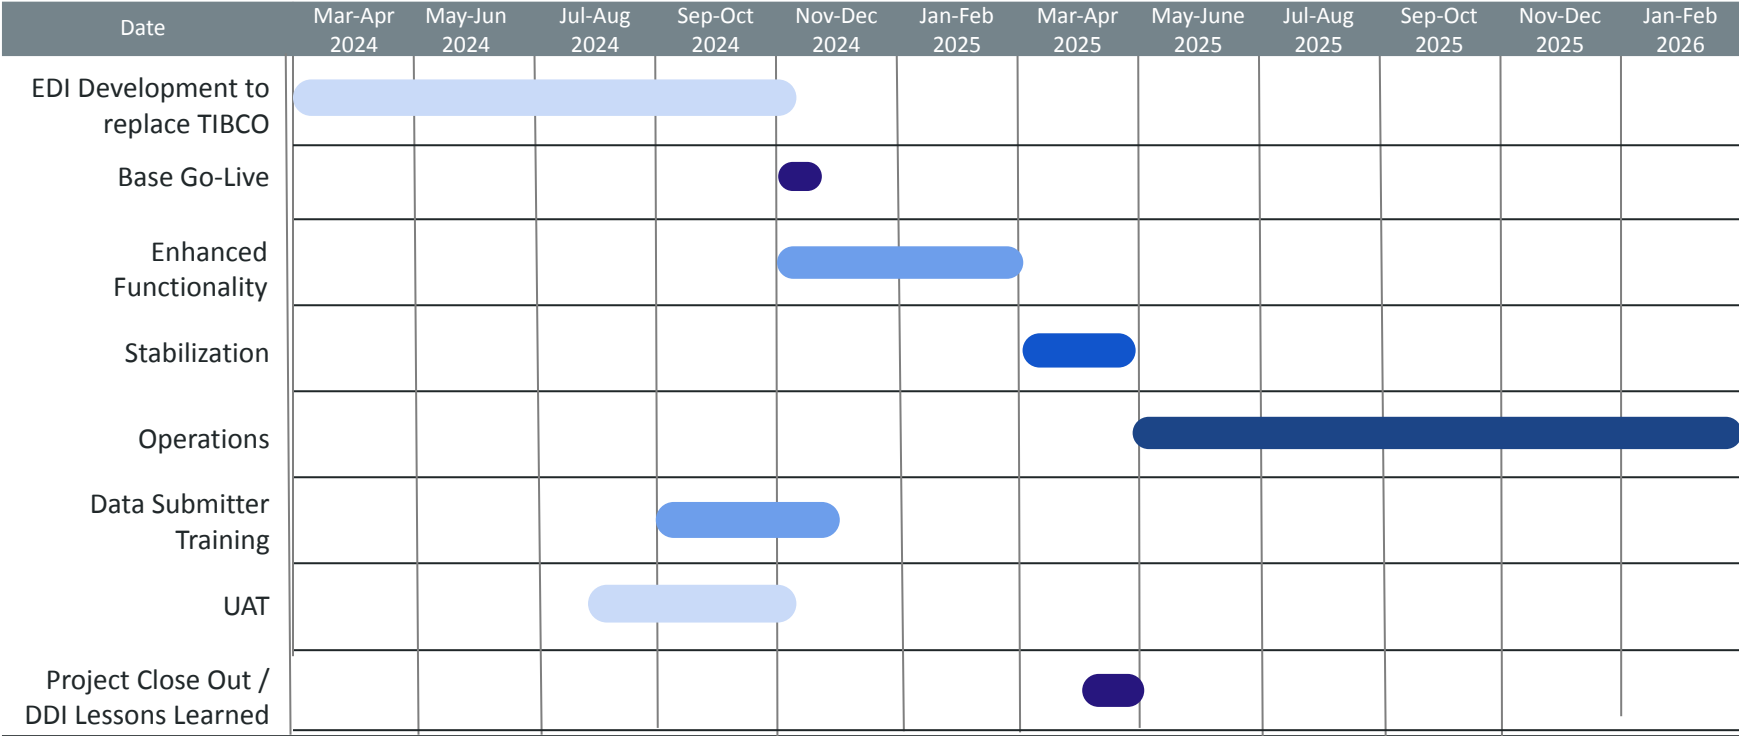 Date
Mar-Apr
2024
May-Jun
2024
Jul-Aug
2024
Sep-Oct
2024
Nov-Dec
2024
Jan-Feb
2025
Mar-Apr
2025
May-June
2025
Jul-Aug
2025
Sep-Oct
2025
Nov-Dec
2025
Jan-Feb
2026
EDI Development to
replace TIBCO
Base Go-Live
Enhanced
Functionality
Stabilization
Operations
Data Submitter
Training
UAT
Project Close Out /
DDI Lessons Learned